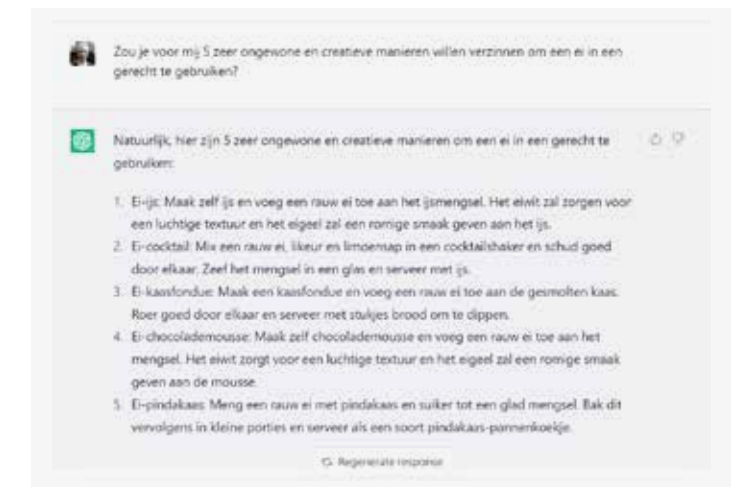 Zou je voor mij 5 zeer ongewone en creatieve manieren willen verzinnen om een ei in een
gerecht te gebruiken?
Natuurlijk, hier zijn 5 zeer ongewone en creatieve manieren om een ei in een gerecht te
gebruiken:
1. Ei-ijs: Maak zelf ijs en voeg een rauw ei toe aan het ijsmengsel. Het eiwit zal zorgen voor
een luchtige textuur en het eigeel zal een romige smaak geven aan het ijs.
2. Ei-cocktail: Mix een rauw ei, likeur en limoensap in een cocktailshaker en schud goed
door elkaar. Zeef het mengsel in een glas en serveer met ijs.
3. Ei-kaasfondue: Maak een kaasfondue en voeg een rauw ei toe aan de gesmolten kaas.
Roer goed door elkaar en serveer met stukjes brood om te dippen.
4. Ei-chocolademousse: Maak zelf chocolademousse en voeg een rauw ei toe aan het
mengsel. Het eiwit zorgt voor een luchtige textuur en het eigeel zal een romige smaak
geven aan de mousse.
5. Ei-pindakaas: Meng een rauw ei met pindakaas en suiker tot een glad mengsel. Bak dit
vervolgens in kleine porties en serveer als een soort pindakaas-pannenkoekje.
Regenerate response